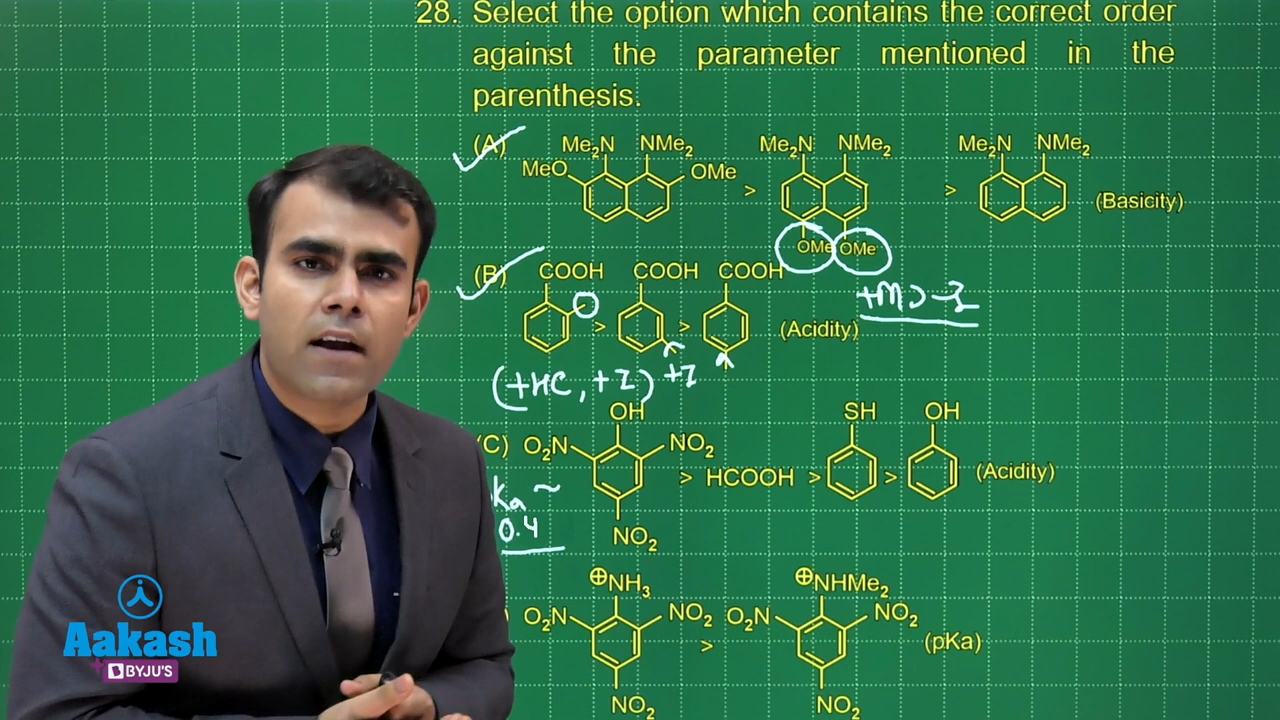 28. Select the option which contains the correct order
against the parameter mentioned in the
parenthesis.
(A) Me₂N NMe₂ MeO OMe > Me₂N NMe₂ OMe OMe > Me₂N NMe₂ (Basicity)
(B) COOH > COOH > COOH (Acidity)
+M > -I
(+HC, +I) +I
(C) OH O₂N NO₂ NO₂ > HCOOH > SH > OH (Acidity)
Ka ~
0.4
⊕NH₃ O₂N NO₂ NO₂ > ⊕NHMe₂ O₂N NO₂ NO₂ (pKa)
Aakash
BYJU'S